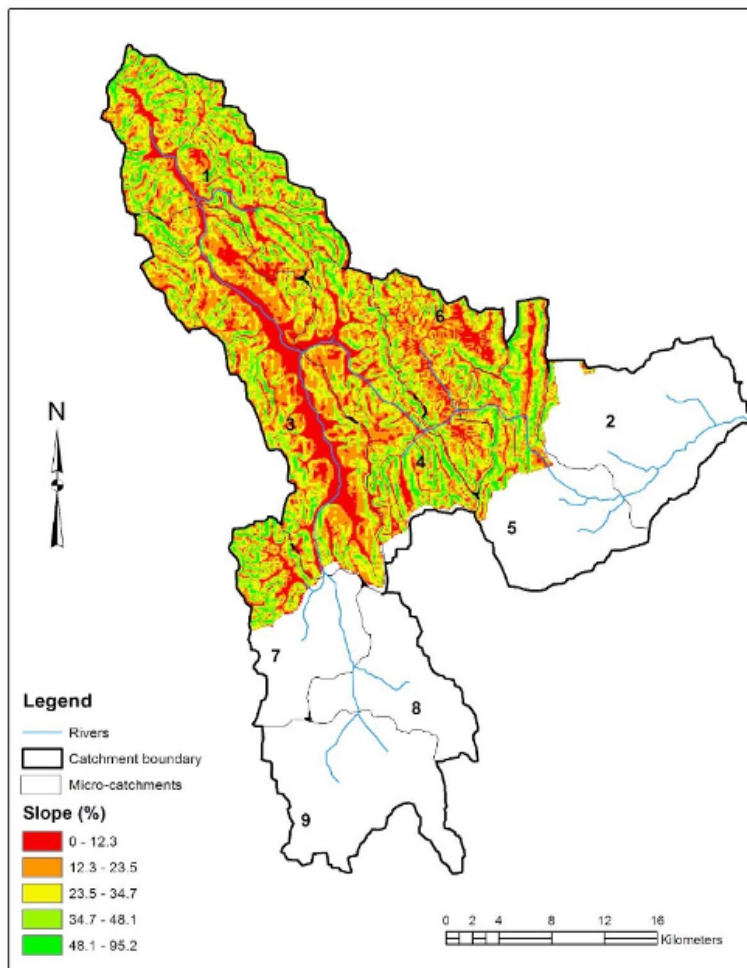 1
6
2
3
4
5
N
7
8
9
Legend
Rivers
Catchment boundary
Micro-catchments
Slope (%)
0 - 12.3
12.3 - 23.5
23.5 - 34.7
34.7 - 48.1
48.1 - 95.2
0 2 4 8 12 16
Kilometers